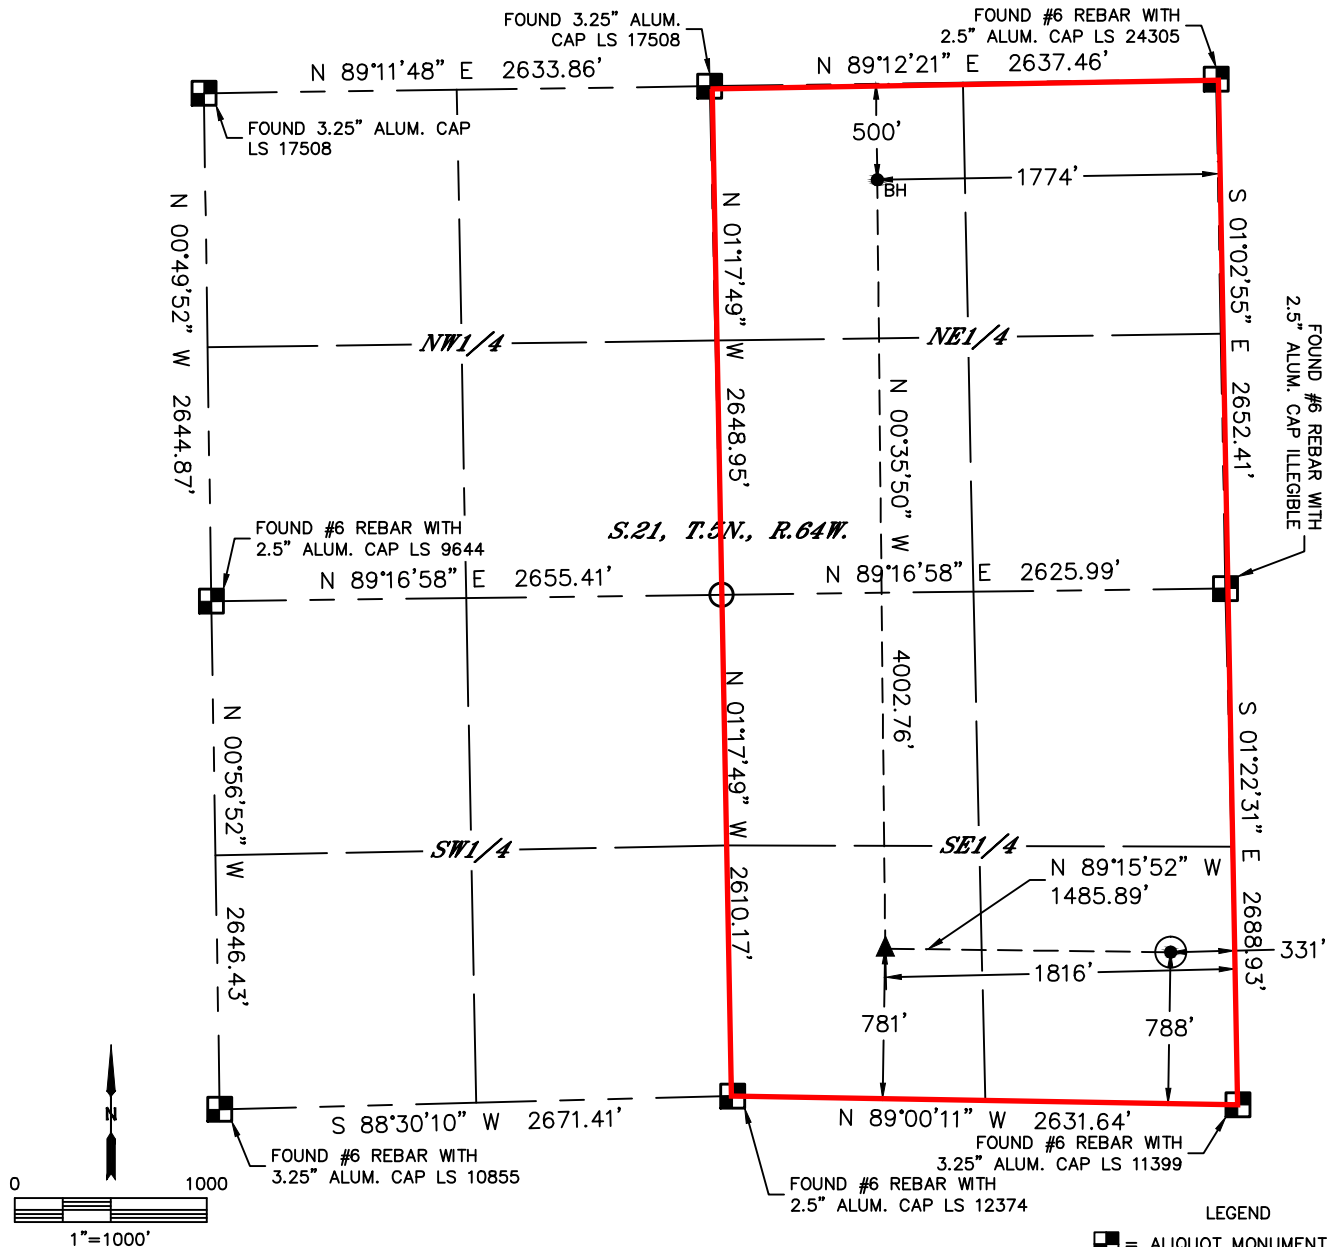 FOUND 3.25" ALUM.
CAP LS 17508
FOUND #6 REBAR WITH
2.5" ALUM. CAP LS 24305
N 89°11'48" E 2633.86'
N 89°12'21" E 2637.46'
FOUND 3.25" ALUM. CAP
LS 17508
500'
1774'
BH
N 00°49'52" W 2644.87'
N 01°17'49" W 2648.95'
S 01°02'55" E 2652.41'
FOUND #6 REBAR WITH
2.5" ALUM. CAP ILLEGIBLE
NW1/4
NE1/4
N 00°35'50" W 4002.76'
S.21, T.5N., R.64W.
FOUND #6 REBAR WITH
2.5" ALUM. CAP LS 9644
N 89°16'58" E 2655.41'
N 89°16'58" E 2625.99'
N 00°56'52" W 2646.43'
N 01°17'49" W 2610.17'
S 01°22'31" E 2688.93'
SW1/4
SE1/4
N 89°15'52" W
1485.89'
331'
1816'
781'
788'
S 88°30'10" W 2671.41'
N 89°00'11" W 2631.64'
FOUND #6 REBAR WITH
3.25" ALUM. CAP LS 10855
FOUND #6 REBAR WITH
3.25" ALUM. CAP LS 11399
FOUND #6 REBAR WITH
2.5" ALUM. CAP LS 12374
N
0 1000
1"=1000'
LEGEND
= ALIQUOT MONUMENT